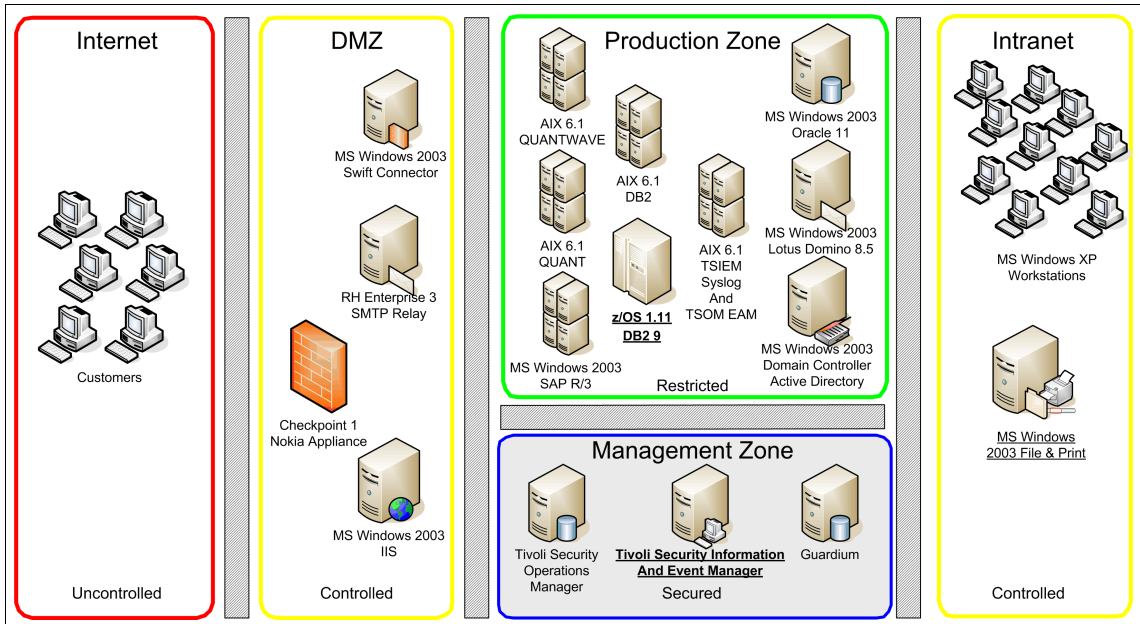 Internet
Customers
Uncontrolled
DMZ
MS Windows 2003
Swift Connector
RH Enterprise 3
SMTP Relay
Checkpoint 1
Nokia Appliance
MS Windows 2003
IIS
Controlled
Production Zone
AIX 6.1
QUANTWAVE
AIX 6.1
DB2
MS Windows 2003
Oracle 11
AIX 6.1
QUANT
z/OS 1.11
DB2 9
AIX 6.1
TSIEM
Syslog
And
TSOM EAM
MS Windows 2003
Lotus Domino 8.5
MS Windows 2003
SAP R/3
MS Windows 2003
Domain Controller
Active Directory
Restricted
Management Zone
Tivoli Security
Operations
Manager
Tivoli Security Information
And Event Manager
Guardium
Secured
Intranet
MS Windows XP
Workstations
MS Windows
2003 File & Print
Controlled